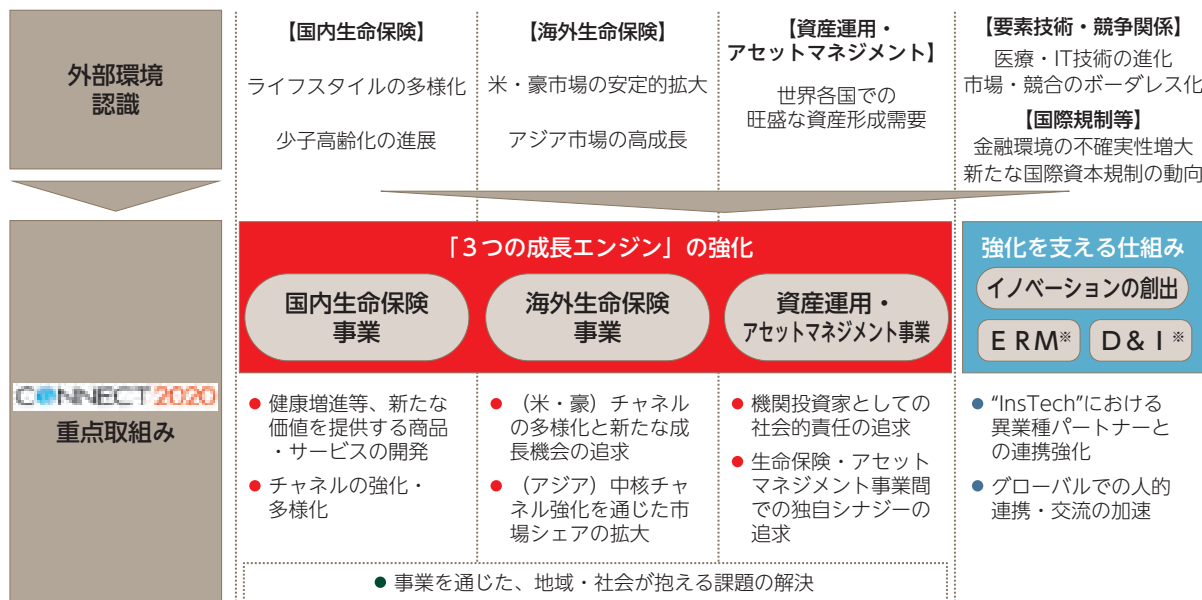 外部環境
認識
【国内生命保険】
ライフスタイルの多様化
少子高齢化の進展
【海外生命保険】
米・豪市場の安定的拡大
アジア市場の高成長
【資産運用・
アセットマネジメント】
世界各国での
旺盛な資産形成需要
【要素技術・競争関係】
医療・IT技術の進化
市場・競合のボーダレス化
【国際規制等】
金融環境の不確実性増大
新たな国際資本規制の動向
CONNECT 2020
重点取組み
「３つの成長エンジン」の強化
国内生命保険
事業
海外生命保険
事業
資産運用・
アセットマネジメント事業
強化を支える仕組み
イノベーションの創出
ＥＲＭ※
Ｄ＆Ｉ※
● 健康増進等、新たな
価値を提供する商品
・サービスの開発
● チャネルの強化・
多様化
● （米・豪）チャネル
の多様化と新たな成
長機会の追求
● （アジア）中核チャ
ネル強化を通じた市
場シェアの拡大
● 機関投資家としての
社会的責任の追求
● 生命保険・アセット
マネジメント事業間
での独自シナジーの
追求
● “InsTech”における
異業種パートナーと
の連携強化
● グローバルでの人的
連携・交流の加速
● 事業を通じた、地域・社会が抱える課題の解決